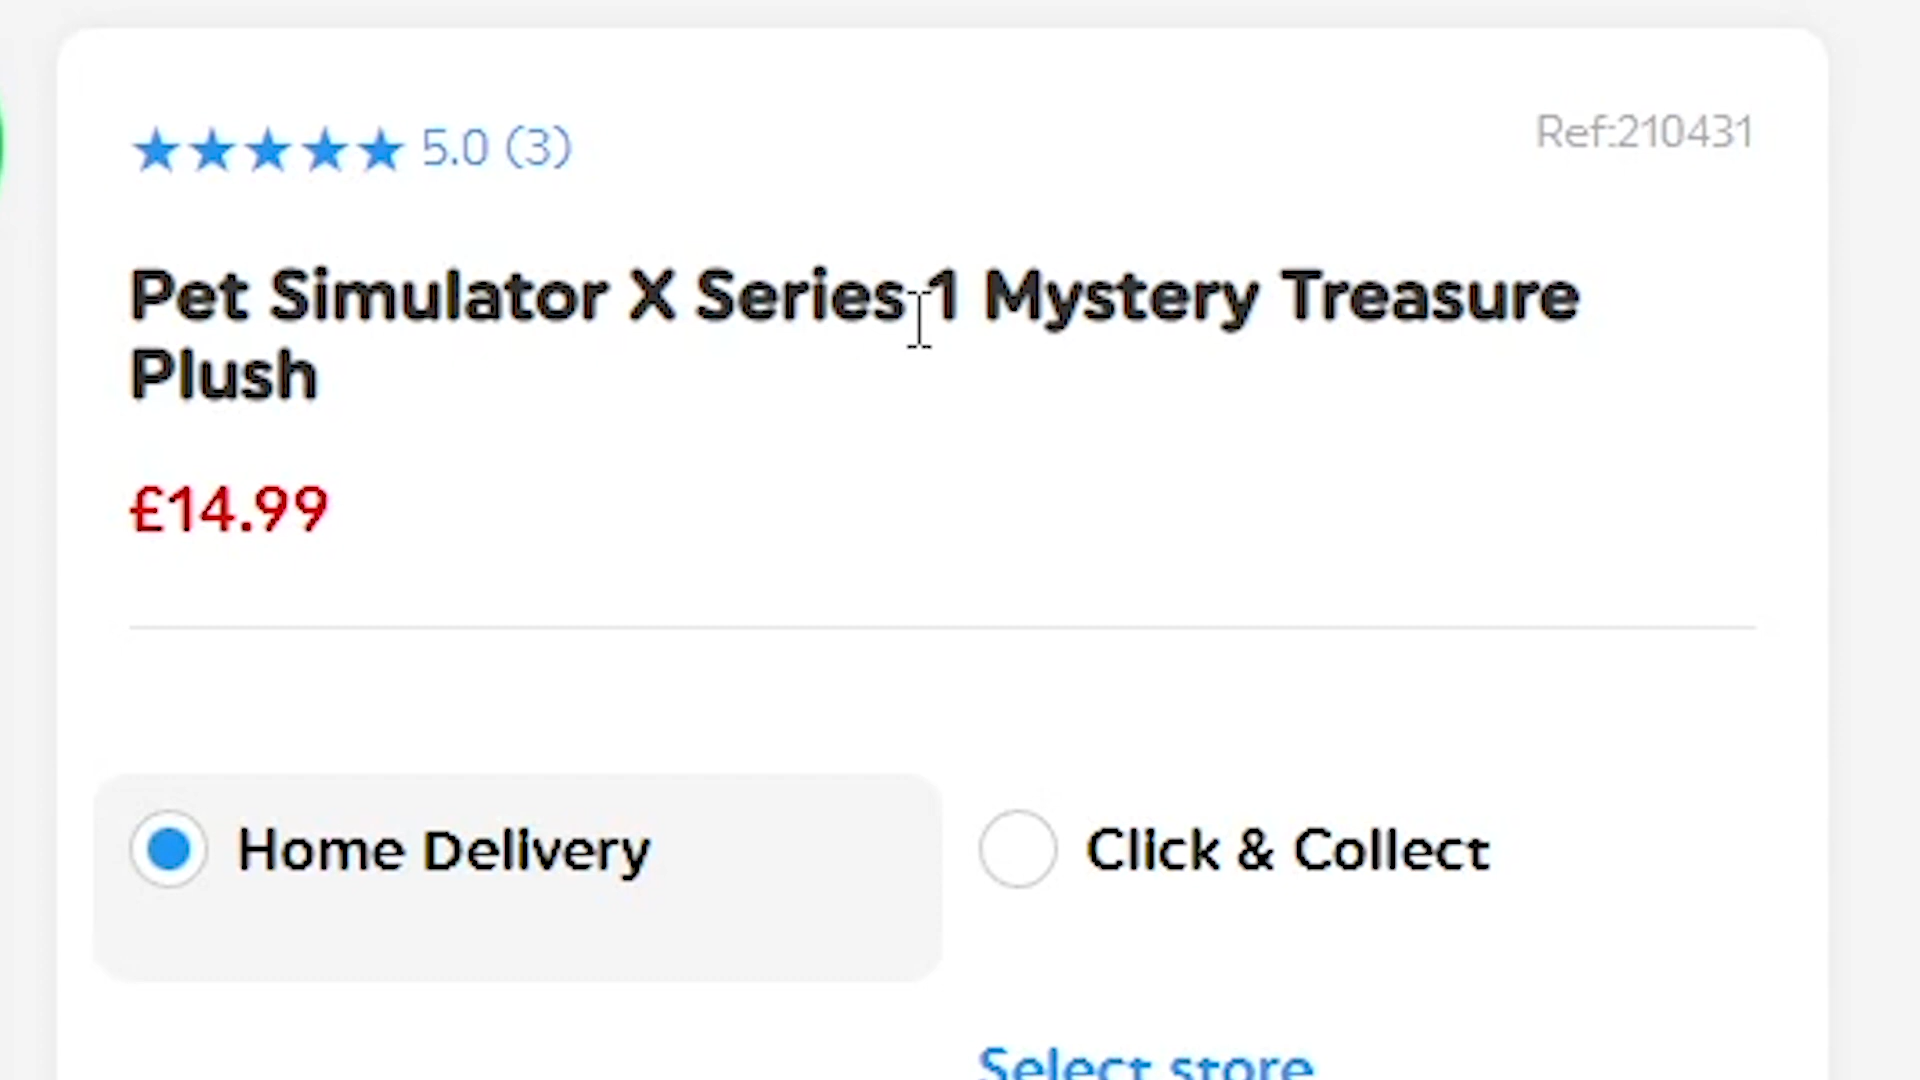 5.0 (3)
Ref:210431
Pet Simulator X Series 1 Mystery Treasure
Plush
£14.99
Home Delivery
Click & Collect
Select store